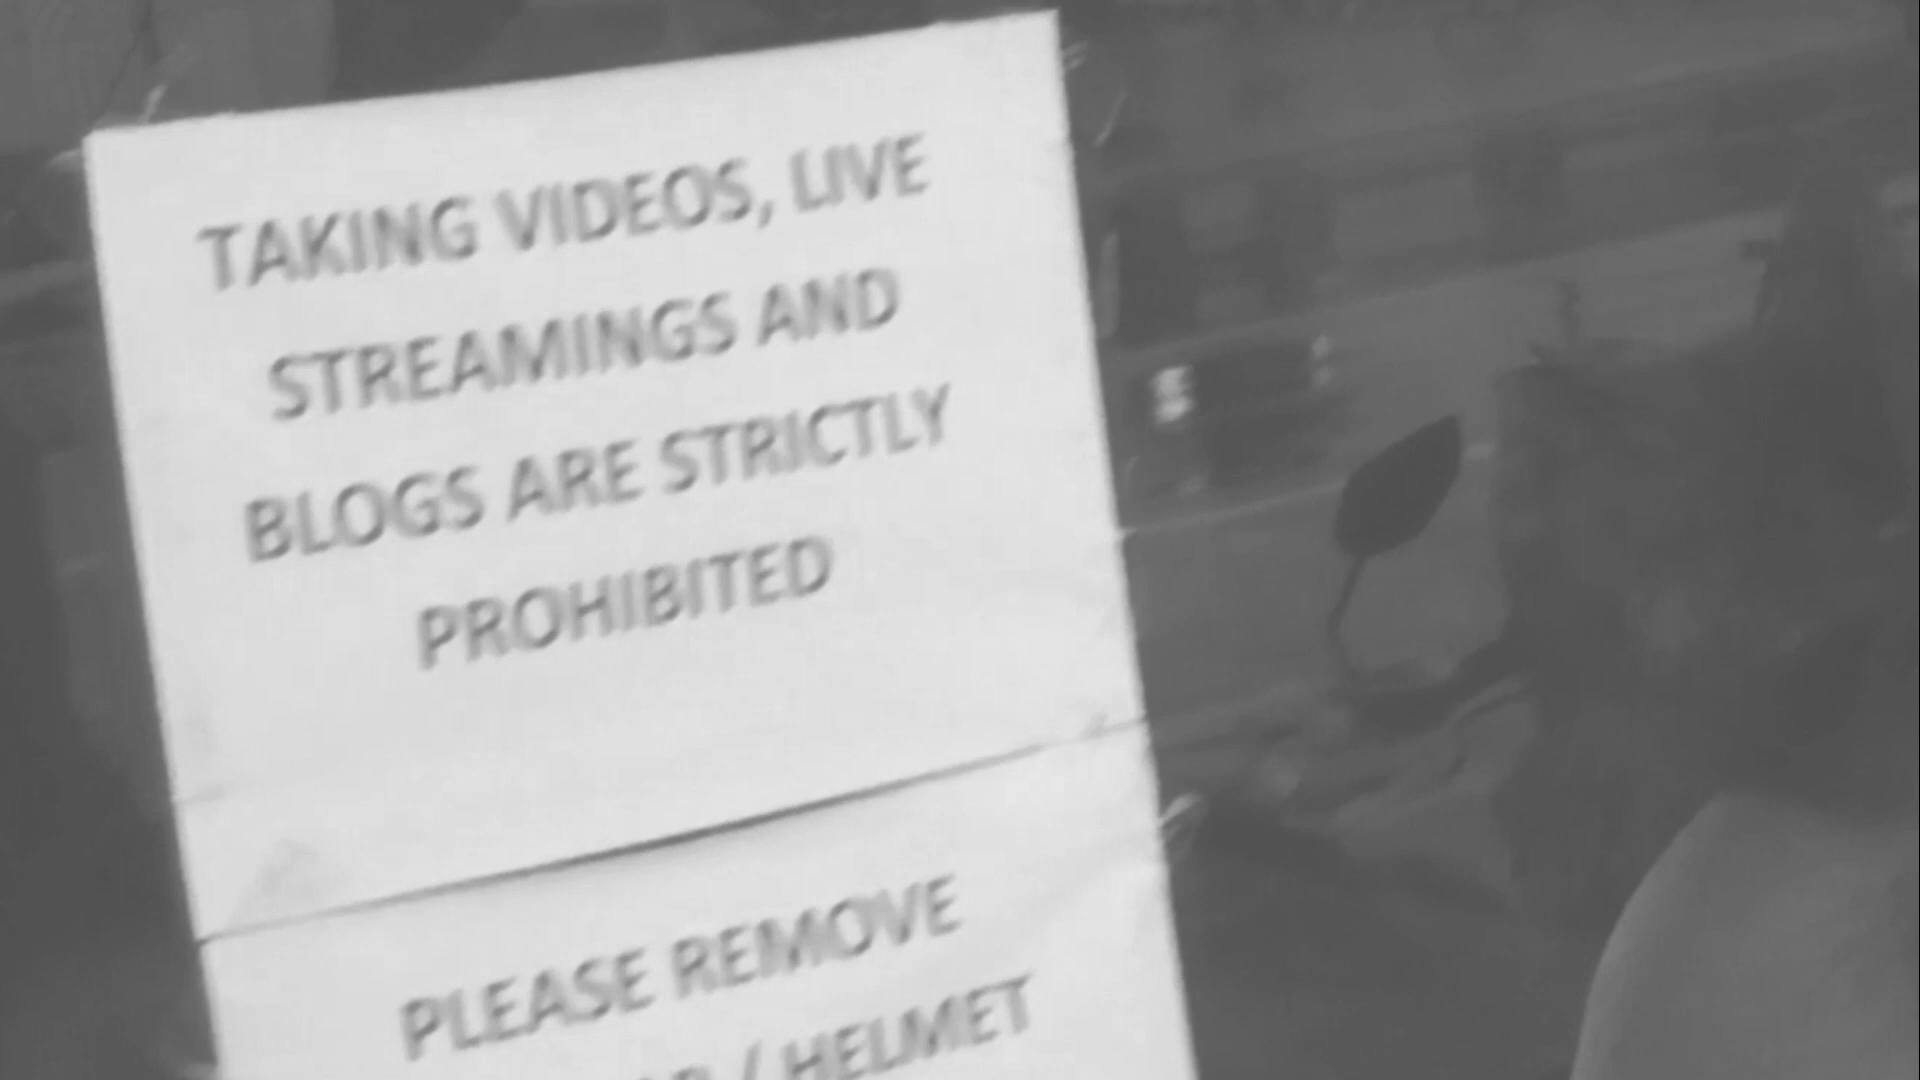 TAKING VIDEOS, LIVE
STREAMINGS AND
BLOGS ARE STRICTLY
PROHIBITED
PLEASE REMOVE
/ HELMET